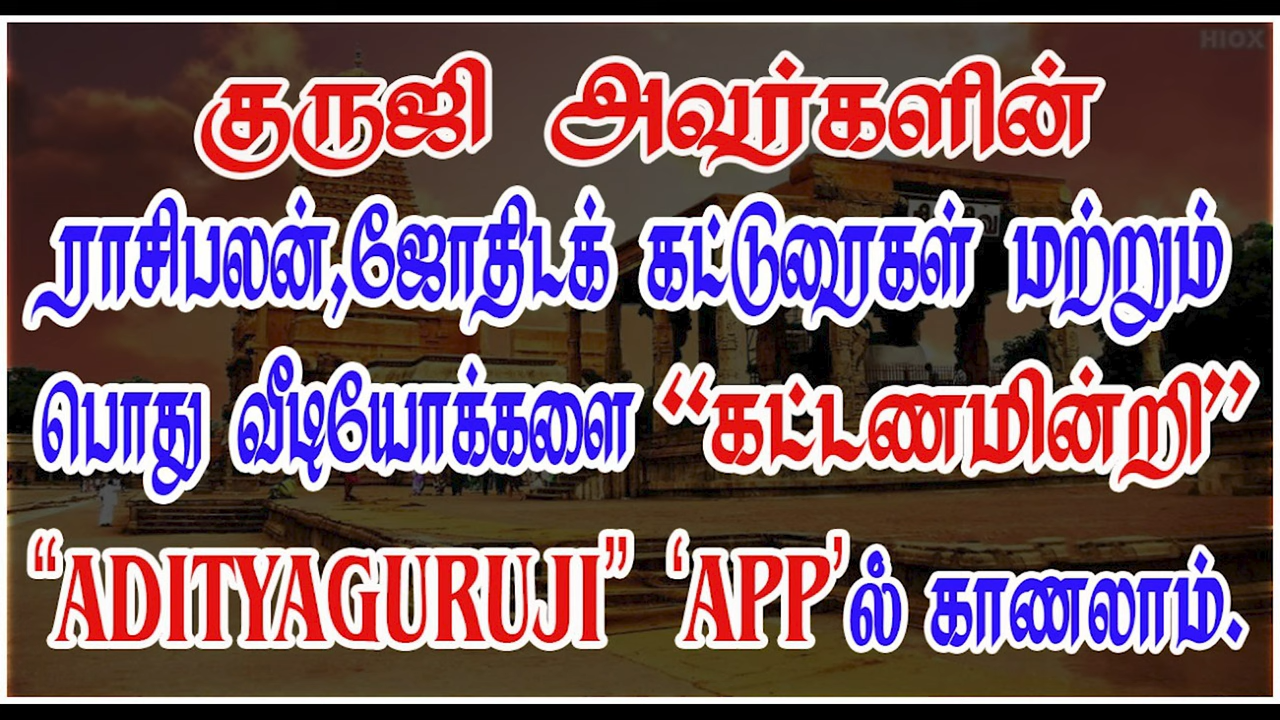 HIOX
குருஜி அவர்களின்
ராசிபலன்,ஜோதிடக் கட்டுரைகள் மற்றும்
பொது வீடியோக்களை “கட்டணமின்றி”
“ADITYAGURUJI” ‘APP’ல் காணலாம்.